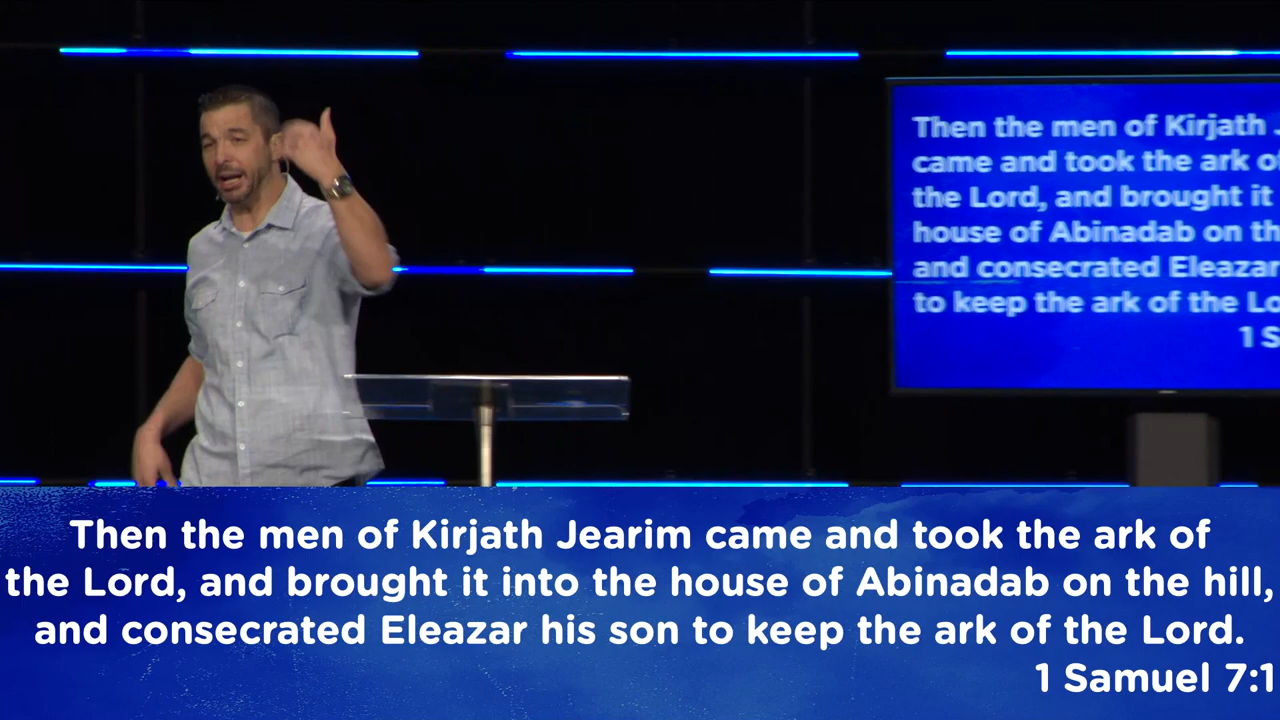 Then the men of Kirjath
came and took the ark of
the Lord, and brought it
house of Abinadab on th
and consecrated Eleazar
to keep the ark of the Lo
1 S
Then the men of Kirjath Jearim came and took the ark of
the Lord, and brought it into the house of Abinadab on the hill,
and consecrated Eleazar his son to keep the ark of the Lord.
1 Samuel 7:1